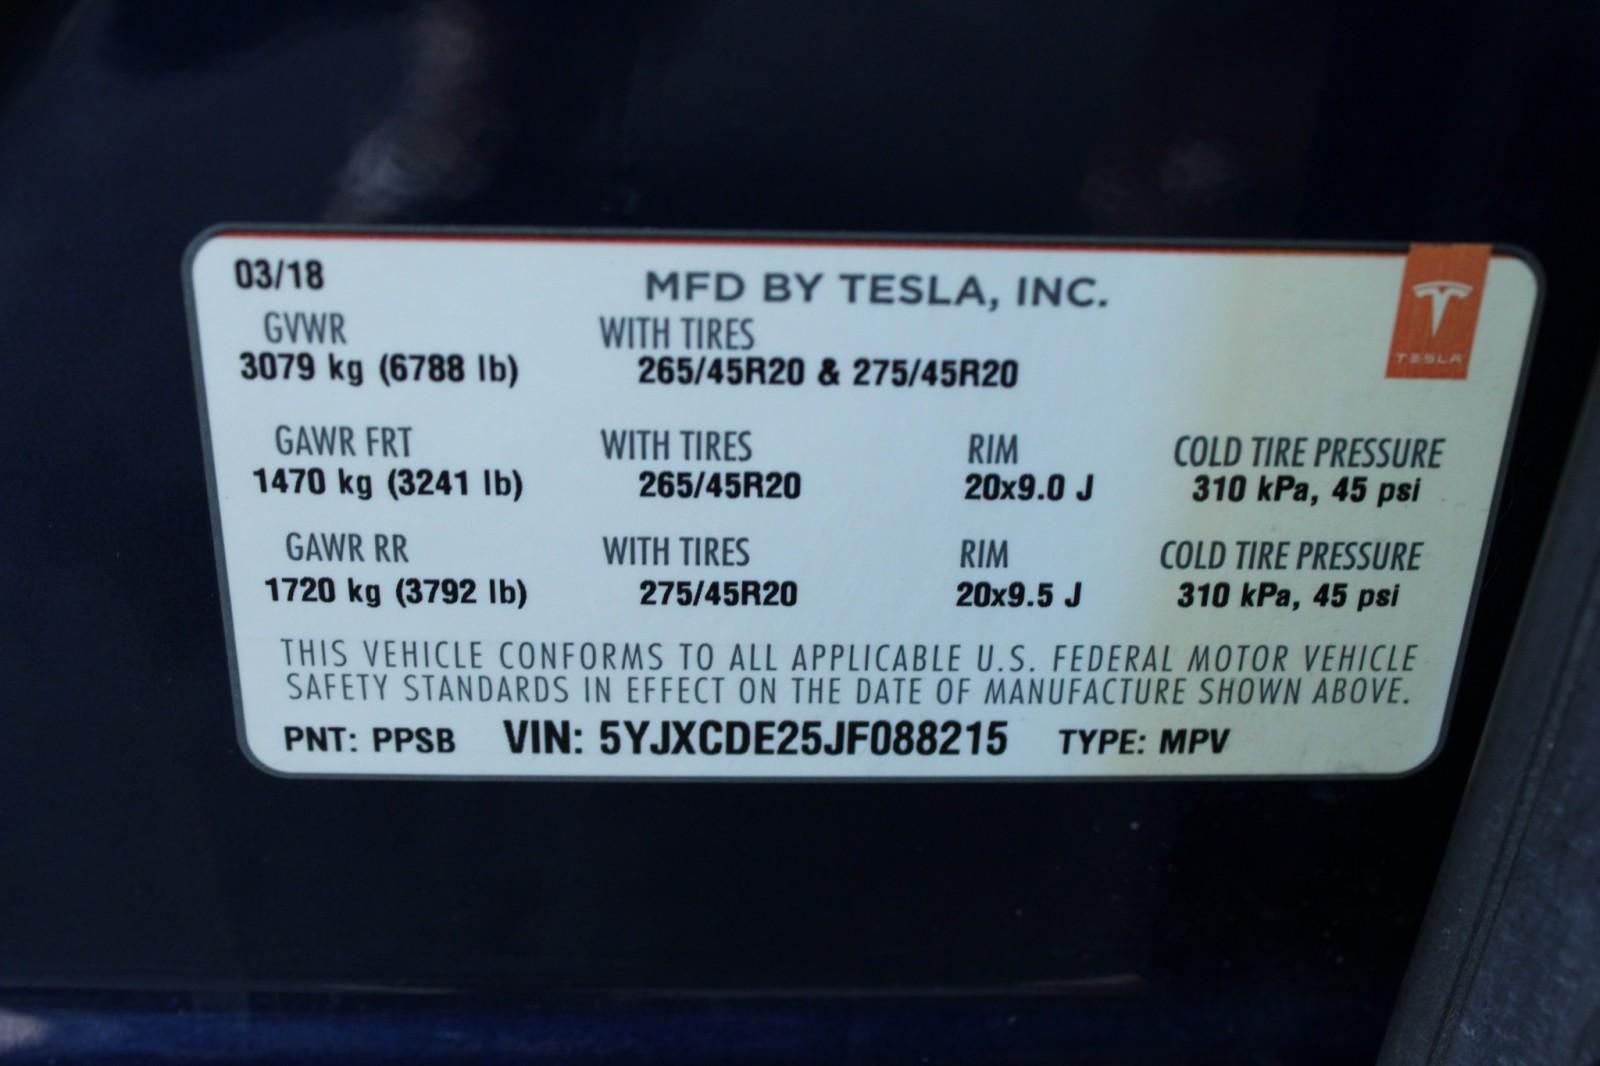 03/18 MFD BY TESLA, INC.
GVWR WITH TIRES
3079 kg (6788 lb) 265/45R20 & 275/45R20
TESLA
GAWR FRT WITH TIRES RIM COLD TIRE PRESSURE
1470 kg (3241 lb) 265/45R20 20x9.0 J 310 kPa, 45 psi
GAWR RR WITH TIRES RIM COLD TIRE PRESSURE
1720 kg (3792 lb) 275/45R20 20x9.5 J 310 kPa, 45 psi
THIS VEHICLE CONFORMS TO ALL APPLICABLE U.S. FEDERAL MOTOR VEHICLE
SAFETY STANDARDS IN EFFECT ON THE DATE OF MANUFACTURE SHOWN ABOVE.
PNT: PPSB VIN: 5YJXCDE25JF088215 TYPE: MPV